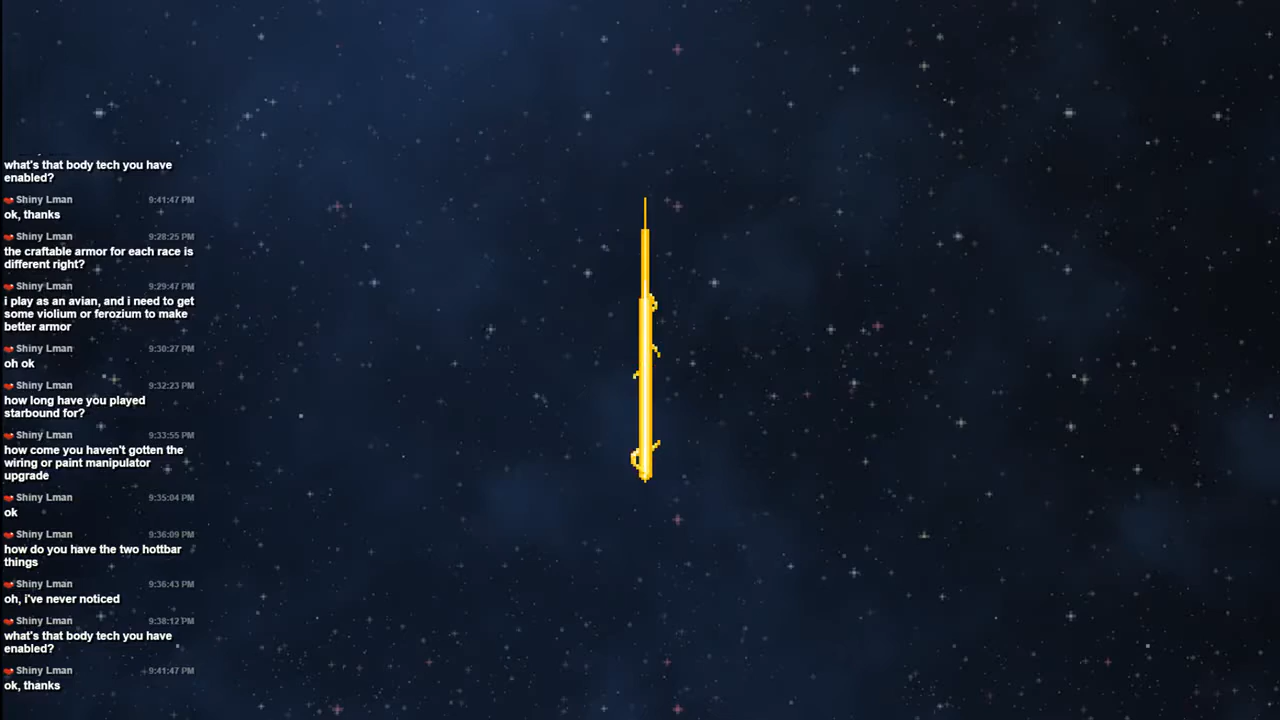 what's that body tech you have
enabled?
Shiny Lman 9:41:47 PM
ok, thanks
Shiny Lman 9:28:25 PM
the craftable armor for each race is
different right?
Shiny Lman 9:29:47 PM
i play as an avian, and i need to get
some violium or ferozium to make
better armor
Shiny Lman 9:30:27 PM
oh ok
Shiny Lman 9:32:23 PM
how long have you played
starbound for?
Shiny Lman 9:33:55 PM
how come you haven't gotten the
wiring or paint manipulator
upgrade
Shiny Lman 9:35:04 PM
ok
Shiny Lman 9:36:09 PM
how do you have the two hottbar
things
Shiny Lman 9:36:43 PM
oh, i've never noticed
Shiny Lman 9:38:12 PM
what's that body tech you have
enabled?
Shiny Lman 9:41:47 PM
ok, thanks